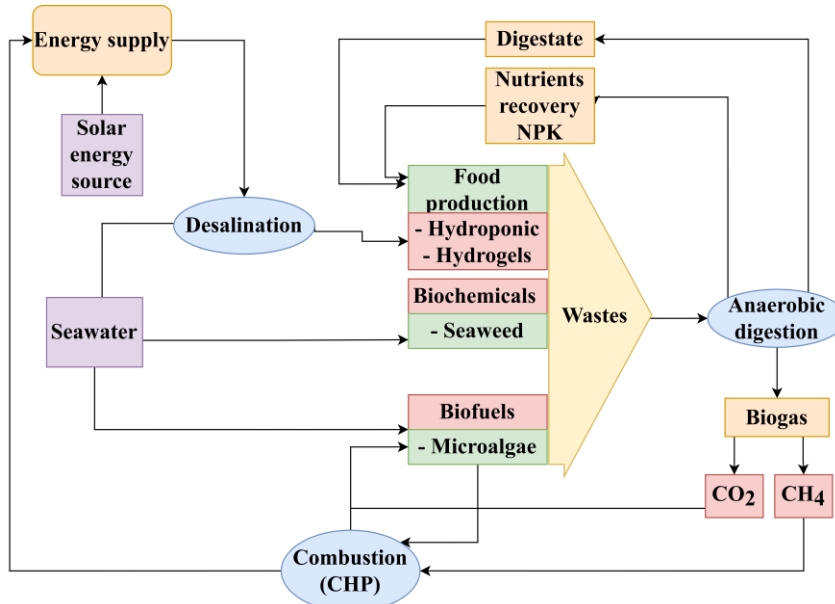 Energy supply
Digestate
Nutrients
recovery
NPK
Solar
energy
source
Food
production
Desalination
- Hydroponic
- Hydrogels
Biochemicals
- Seaweed
Wastes
Anaerobic
digestion
Seawater
Biofuels
- Microalgae
Biogas
CO2
CH4
Combustion
(CHP)